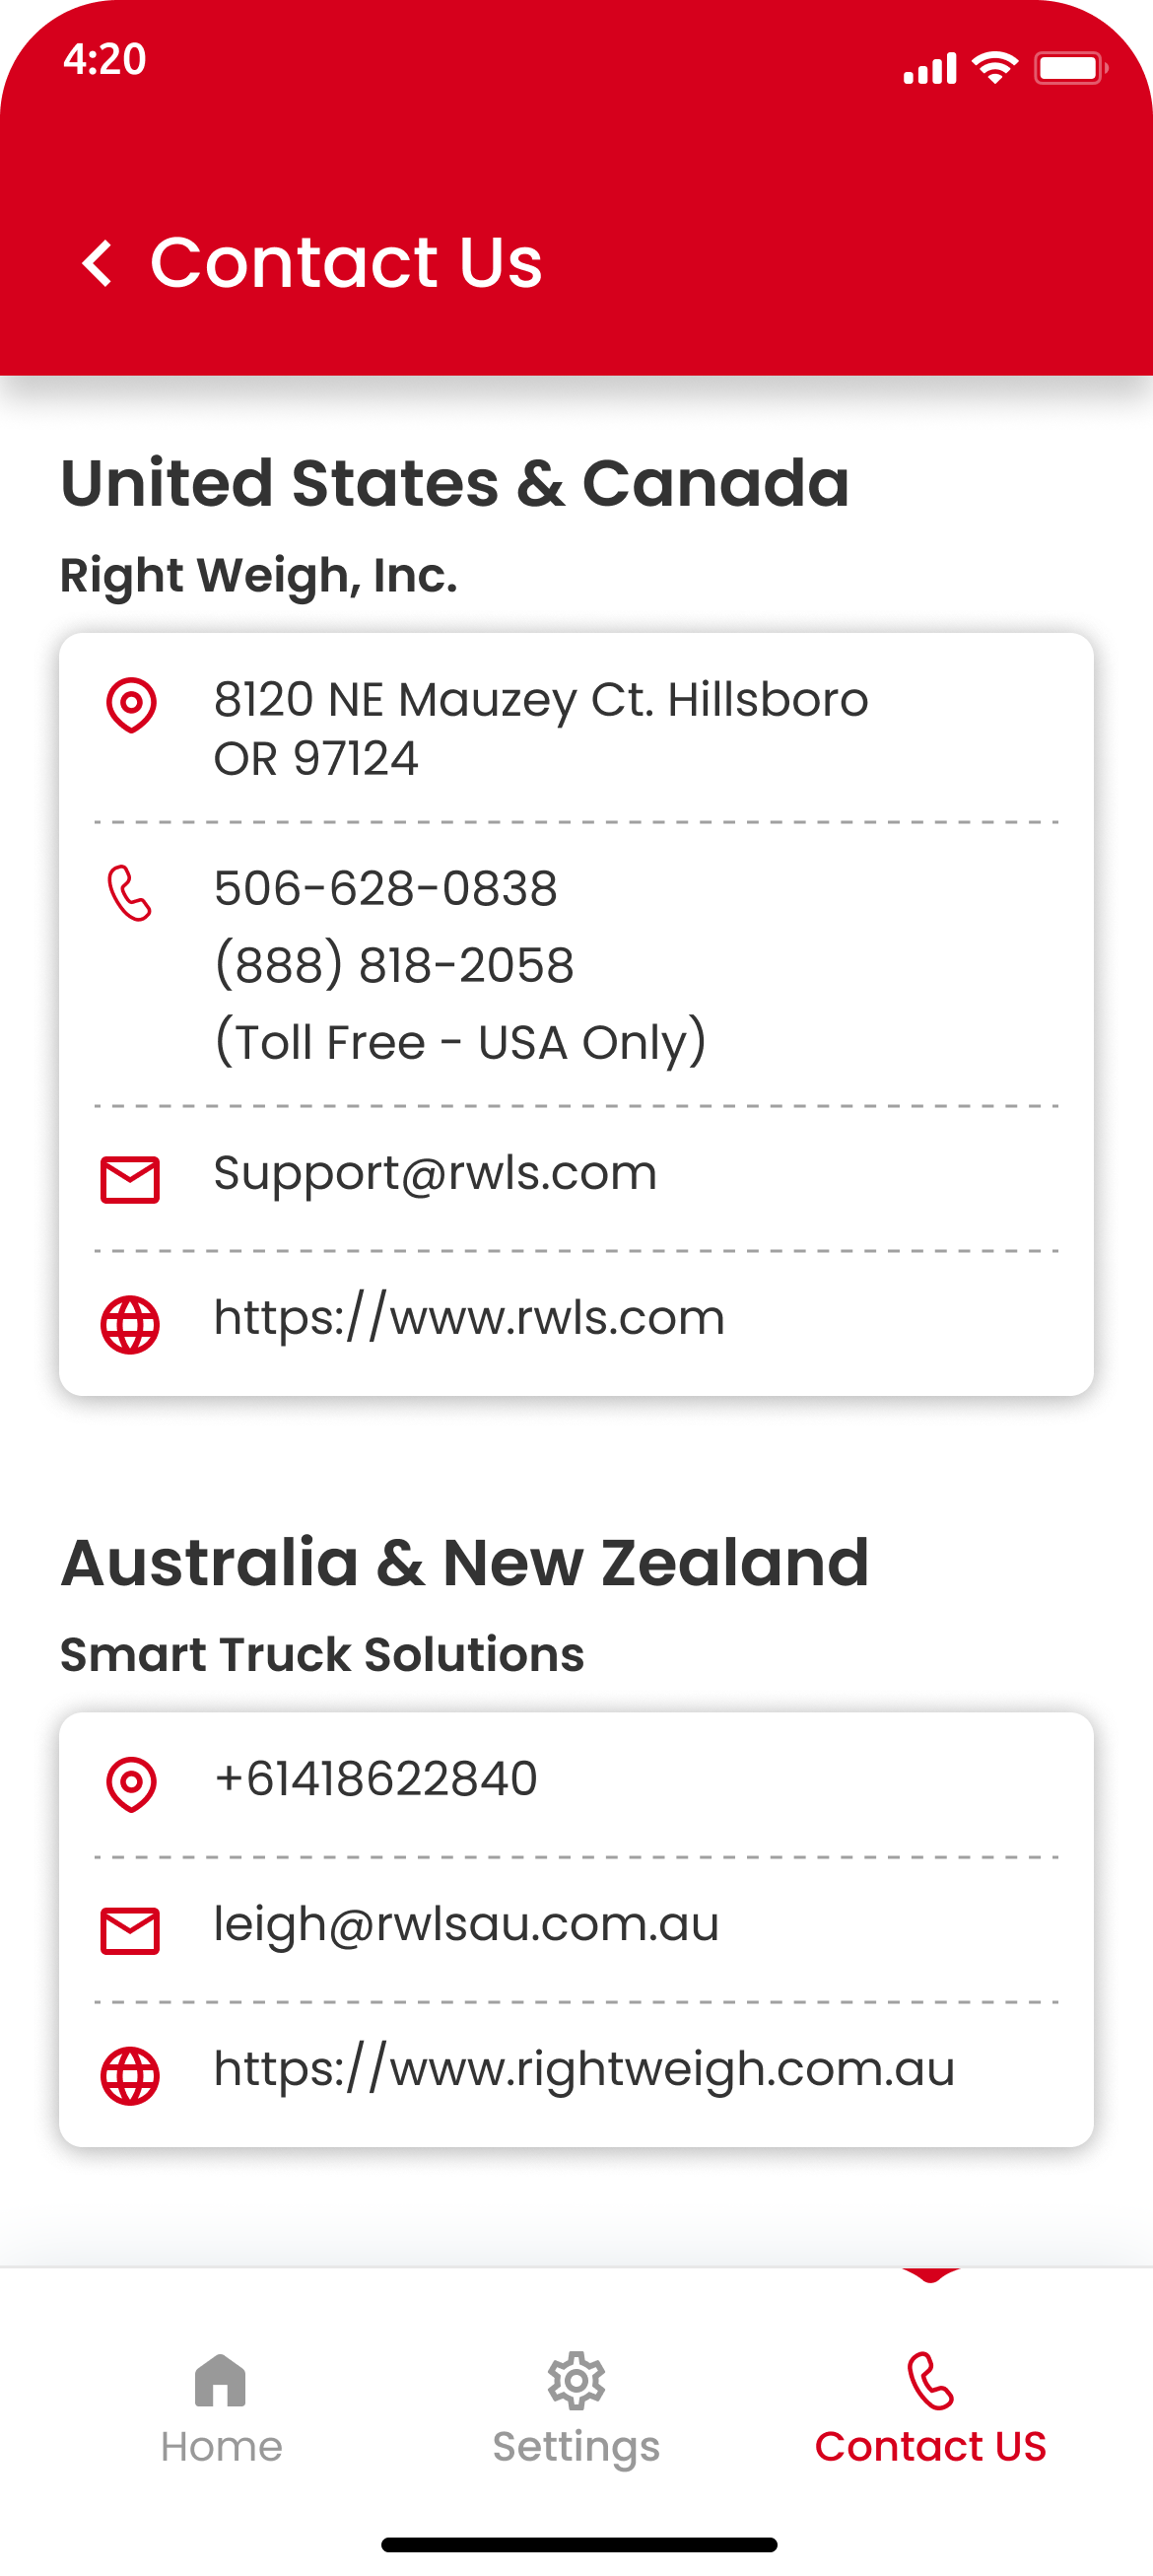 4:20
Contact Us
United States & Canada
Right Weigh, Inc.
8120 NE Mauzey Ct. Hillsboro
OR 97124
506-628-0838
(888) 818-2058
(Toll Free - USA Only)
Support@rwls.com
https://www.rwls.com
Australia & New Zealand
Smart Truck Solutions
+61418622840
leigh@rwlsau.com.au
https://www.rightweigh.com.au
Home
Settings
Contact US